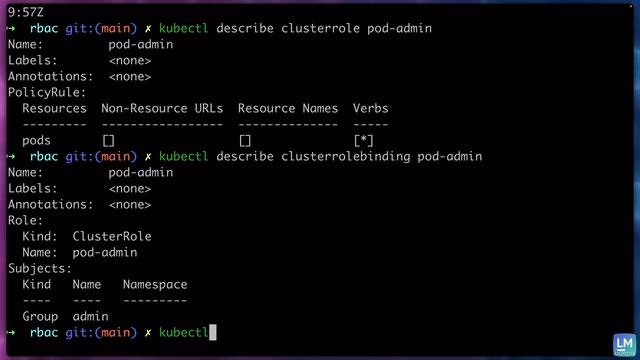 9:57Z
→ rbac git:(main) ✗ kubectl describe clusterrole pod-admin
Name:         pod-admin
Labels:       <none>
Annotations:  <none>
PolicyRule:
  Resources  Non-Resource URLs  Resource Names  Verbs
  ---------  -----------------  --------------  -----
  pods       []                 []              [*]
→ rbac git:(main) ✗ kubectl describe clusterrolebinding pod-admin
Name:         pod-admin
Labels:       <none>
Annotations:  <none>
Role:
  Kind:  ClusterRole
  Name:  pod-admin
Subjects:
  Kind   Name   Namespace
  ----   ----   ---------
  Group  admin
→ rbac git:(main) ✗ kubectl
LM